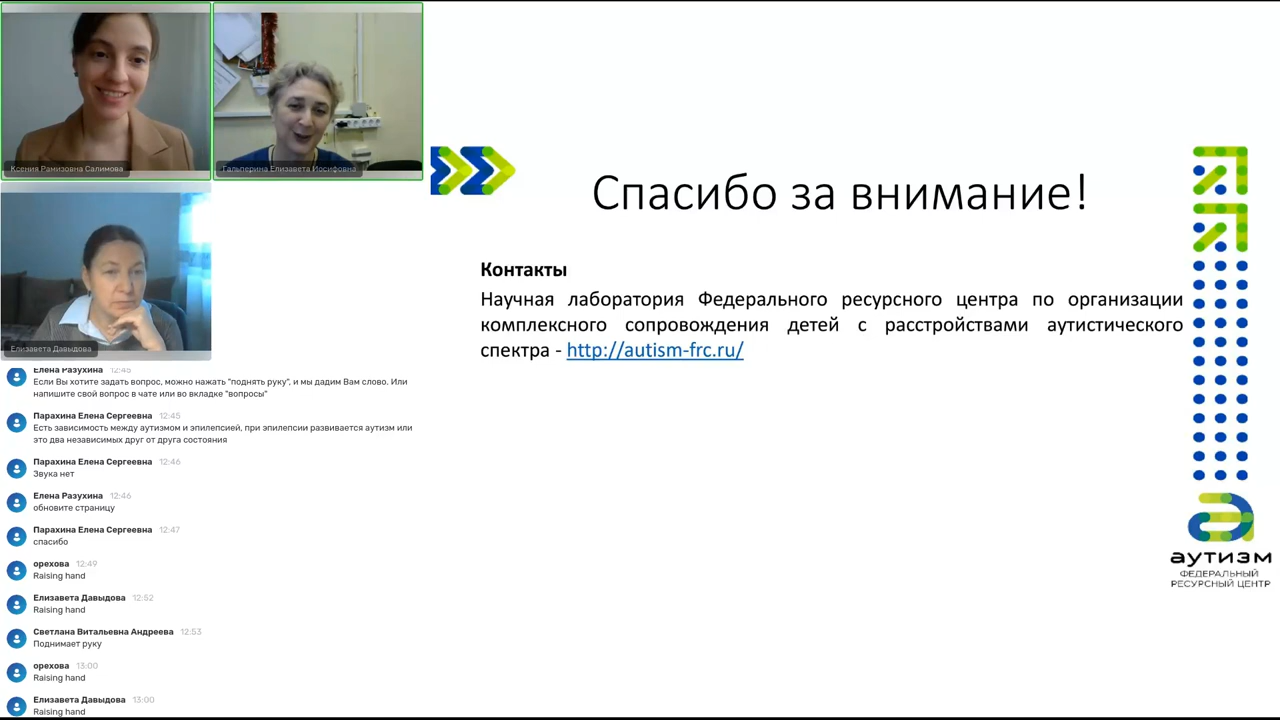 Ксения Рамизовна Салимова
Гальперина Елизавета Иосифовна
Елизавета Давыдова
Елена Разухина 12:45
Если Вы хотите задать вопрос, можно нажать "поднять руку", и мы дадим Вам слово. Или
напишите свой вопрос в чате или во вкладке "вопросы"
Парахина Елена Сергеевна 12:45
Есть зависимость между аутизмом и эпилепсией, при эпилепсии развивается аутизм или
это два независимых друг от друга состояния
Парахина Елена Сергеевна 12:46
Звука нет
Елена Разухина 12:46
обновите страницу
Парахина Елена Сергеевна 12:47
спасибо
орехова 12:49
Raising hand
Елизавета Давыдова 12:52
Raising hand
Светлана Витальевна Андреева 12:53
Поднимает руку
орехова 13:00
Raising hand
Елизавета Давыдова 13:00
Raising hand
Спасибо за внимание!
Контакты
Научная лаборатория Федерального ресурсного центра по организации
комплексного сопровождения детей с расстройствами аутистического
спектра - http://autism-frc.ru/
аутизм
ФЕДЕРАЛЬНЫЙ
РЕСУРСНЫЙ ЦЕНТР